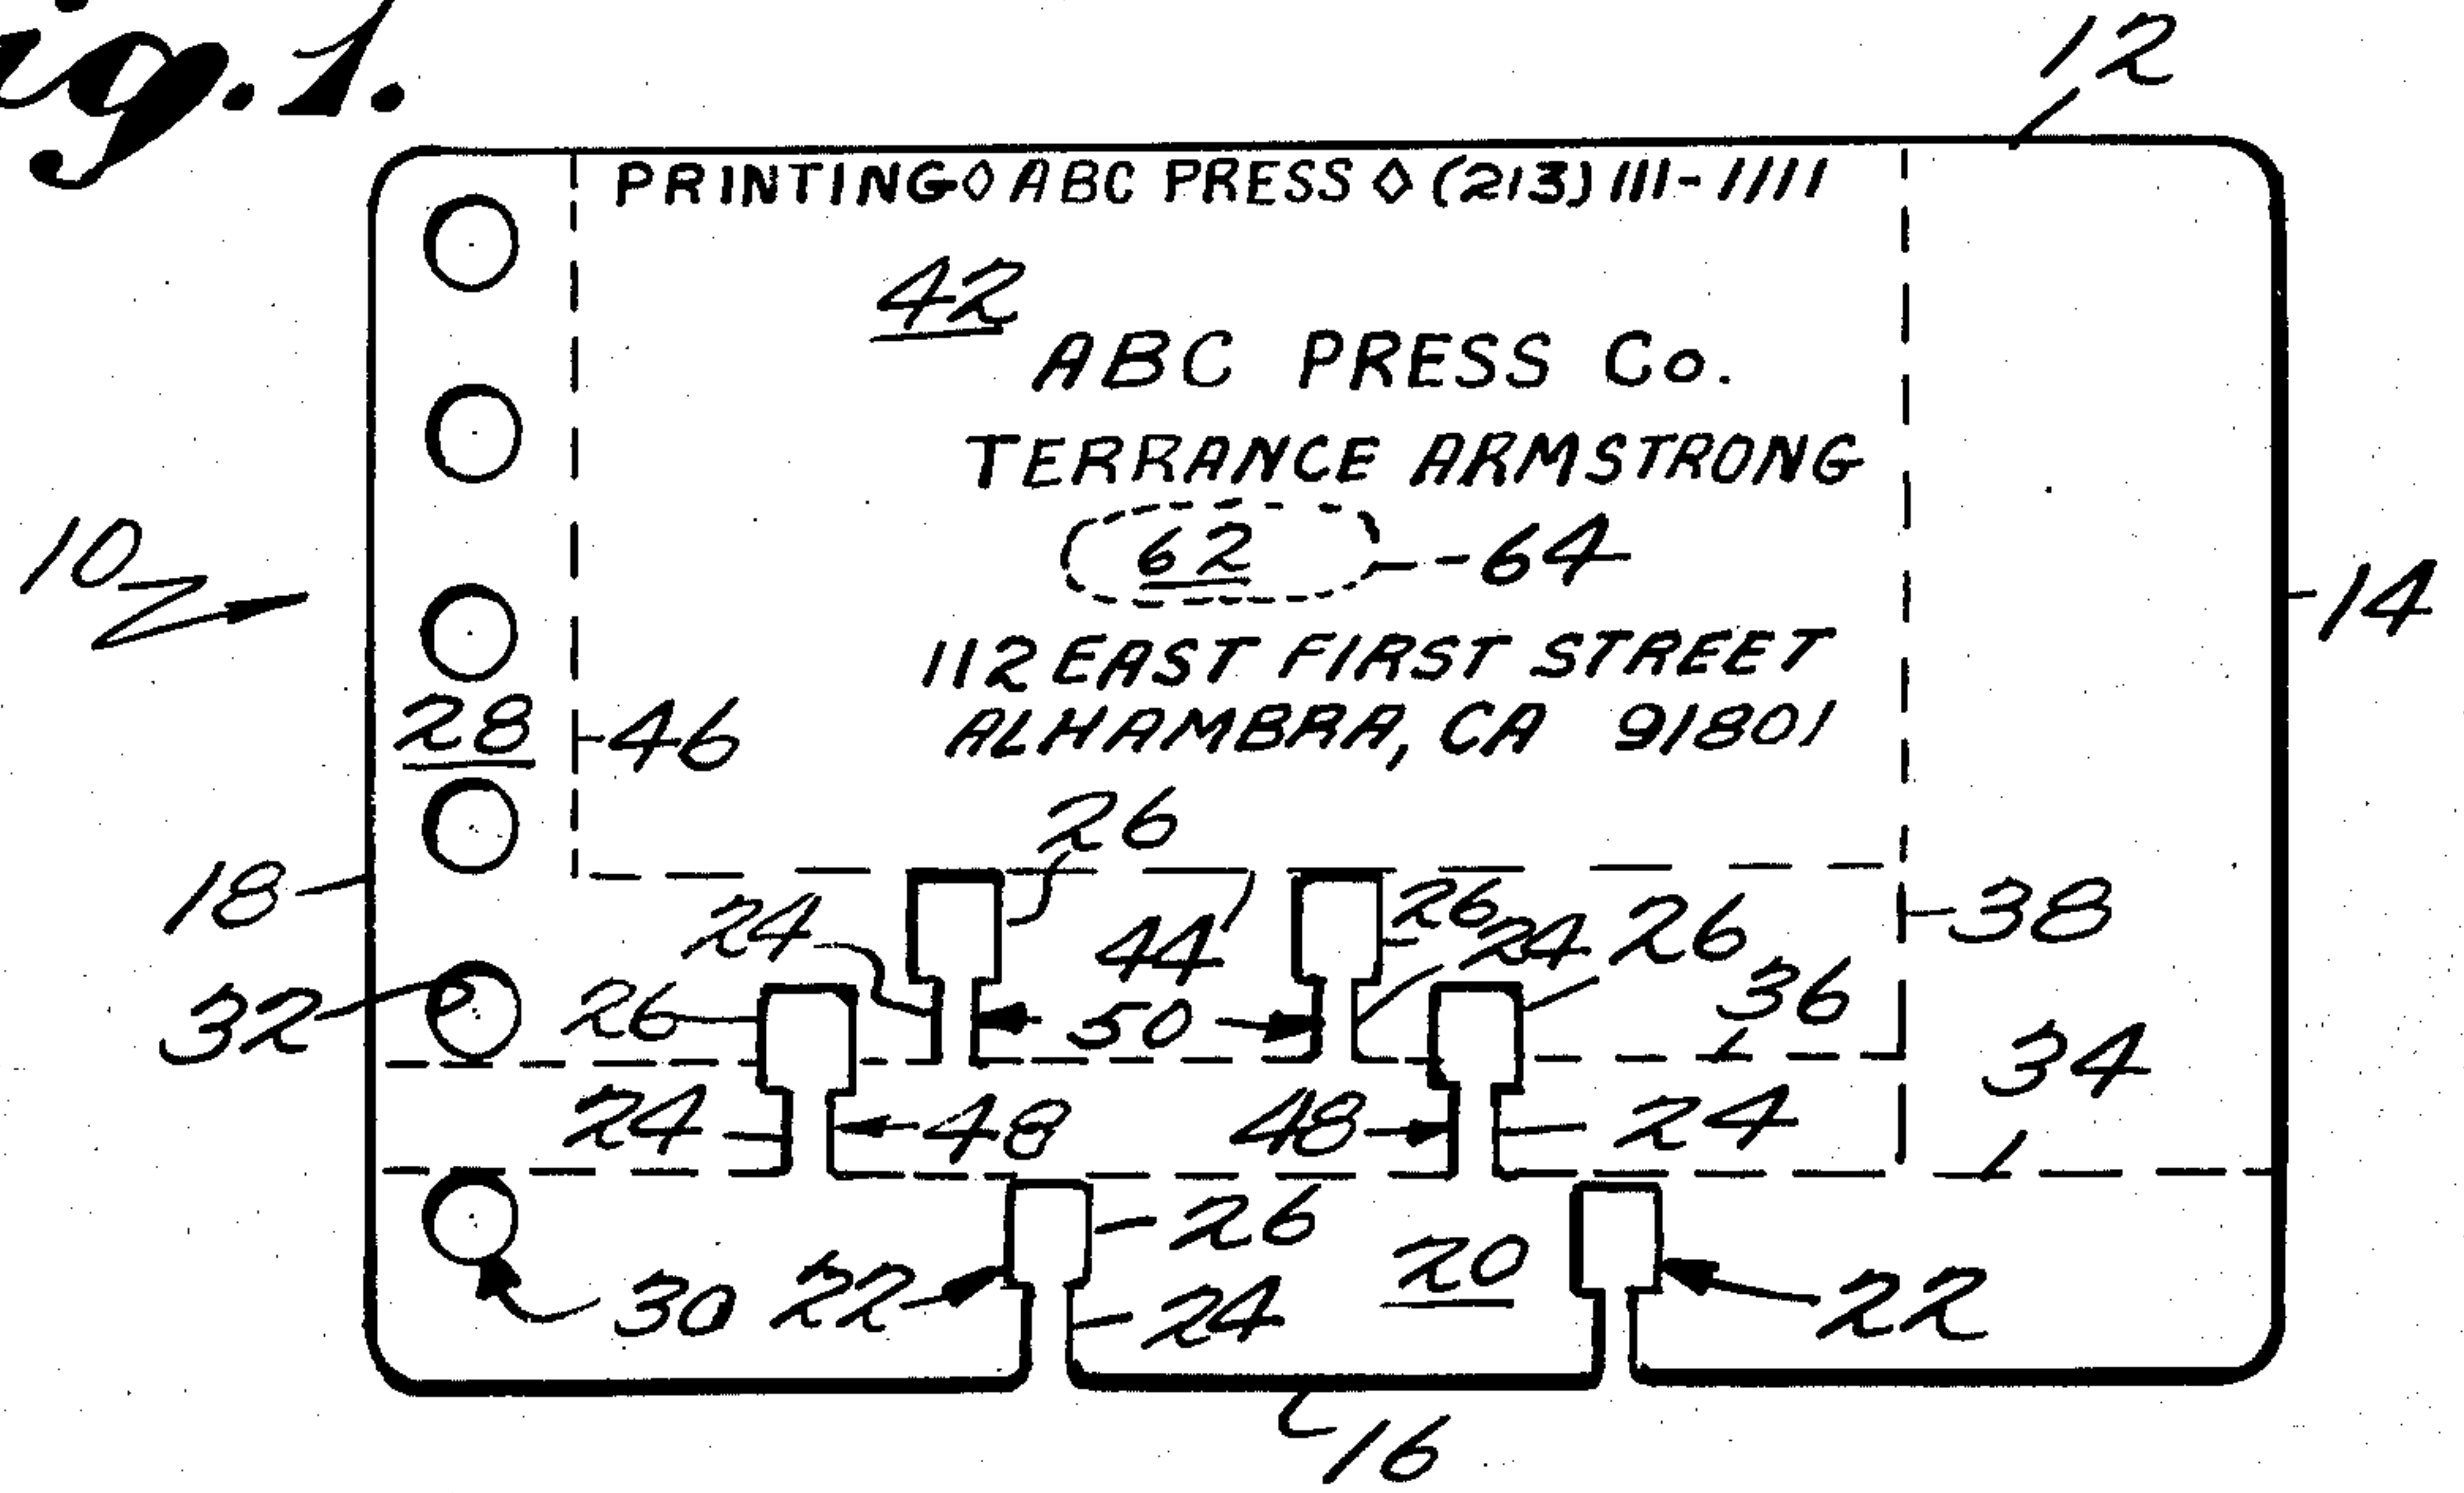 ig. 1.
12
PRINTING◊ABC PRESS◊(213)111-1111
42
ABC PRESS Co.
TERRANCE ARMSTRONG
62 64
10
14
112 EAST FIRST STREET
28 46 ALHAMBRA, CA 91801
26
18 24 44 26 24 26 38
32 26 50 36
34
24 48 48 24
26
30 22 24 20 22
16